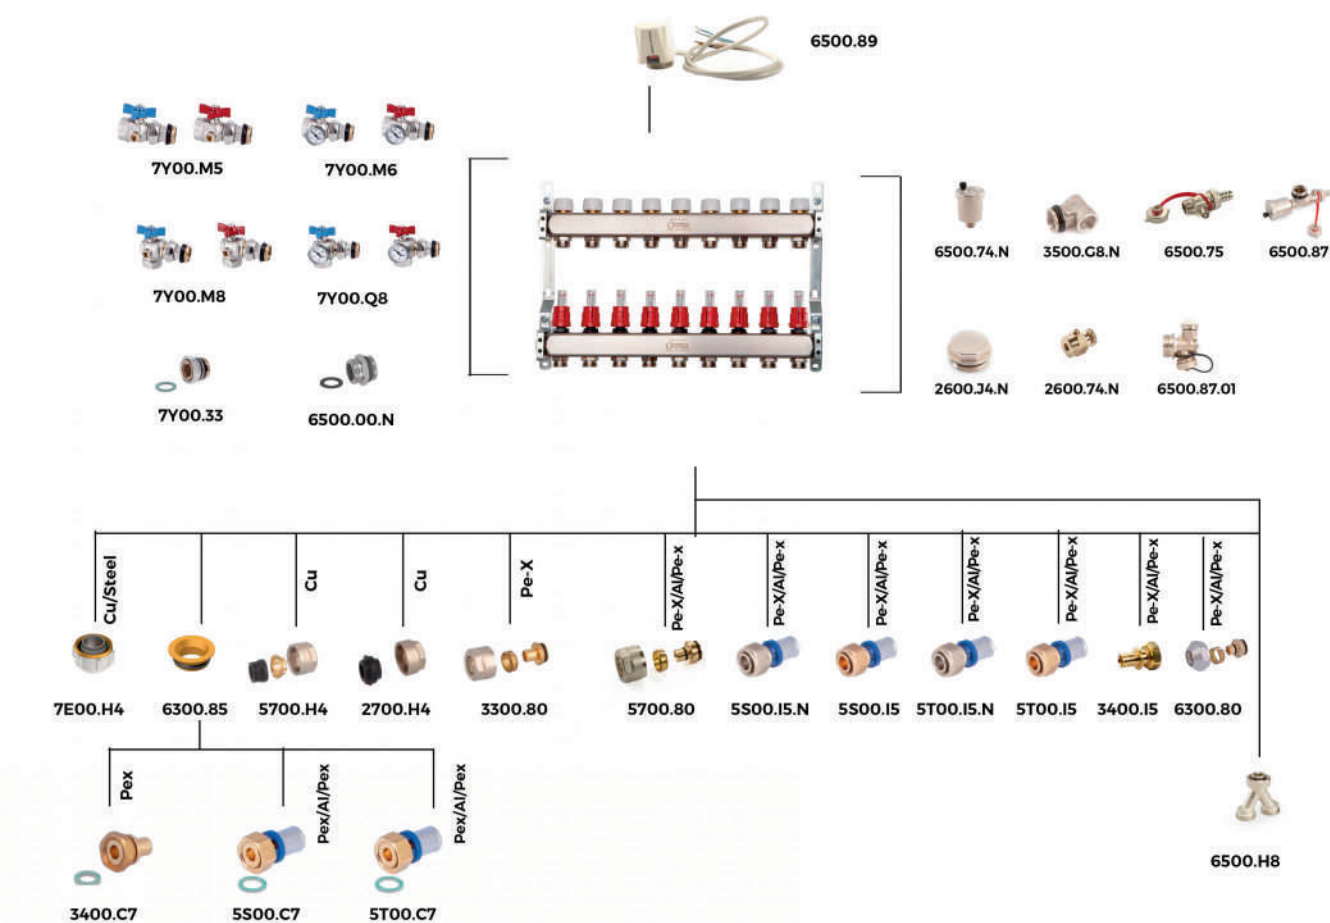 6500.89
7Y00.M5
7Y00.M6
7Y00.M8
7Y00.Q8
7Y00.33
6500.00.N
6500.74.N
3500.G8.N
6500.75
6500.87
2600.J4.N
2600.74.N
6500.87.01
Cu/Steel
Cu
Cu
Pe-X
Pe-X/Al/Pe-x
Pe-X/Al/Pe-x
Pe-X/Al/Pe-x
Pe-X/Al/Pe-x
Pe-X/Al/Pe-x
Pe-X/Al/Pe-x
Pe-X/Al/Pe-x
7E00.H4
6300.85
5700.H4
2700.H4
3300.80
5700.80
5S00.I5.N
5S00.I5
5T00.I5.N
5T00.I5
3400.I5
6300.80
Pex
Pex/Al/Pex
Pex/Al/Pex
3400.C7
5S00.C7
5T00.C7
6500.H8